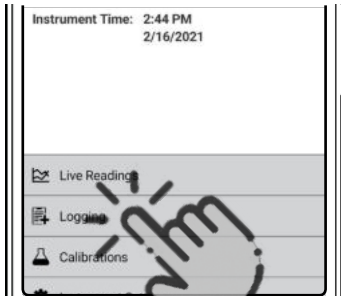 Instrument Time: 2:44 PM
2/16/2021
Live Readings
Logging
Calibrations